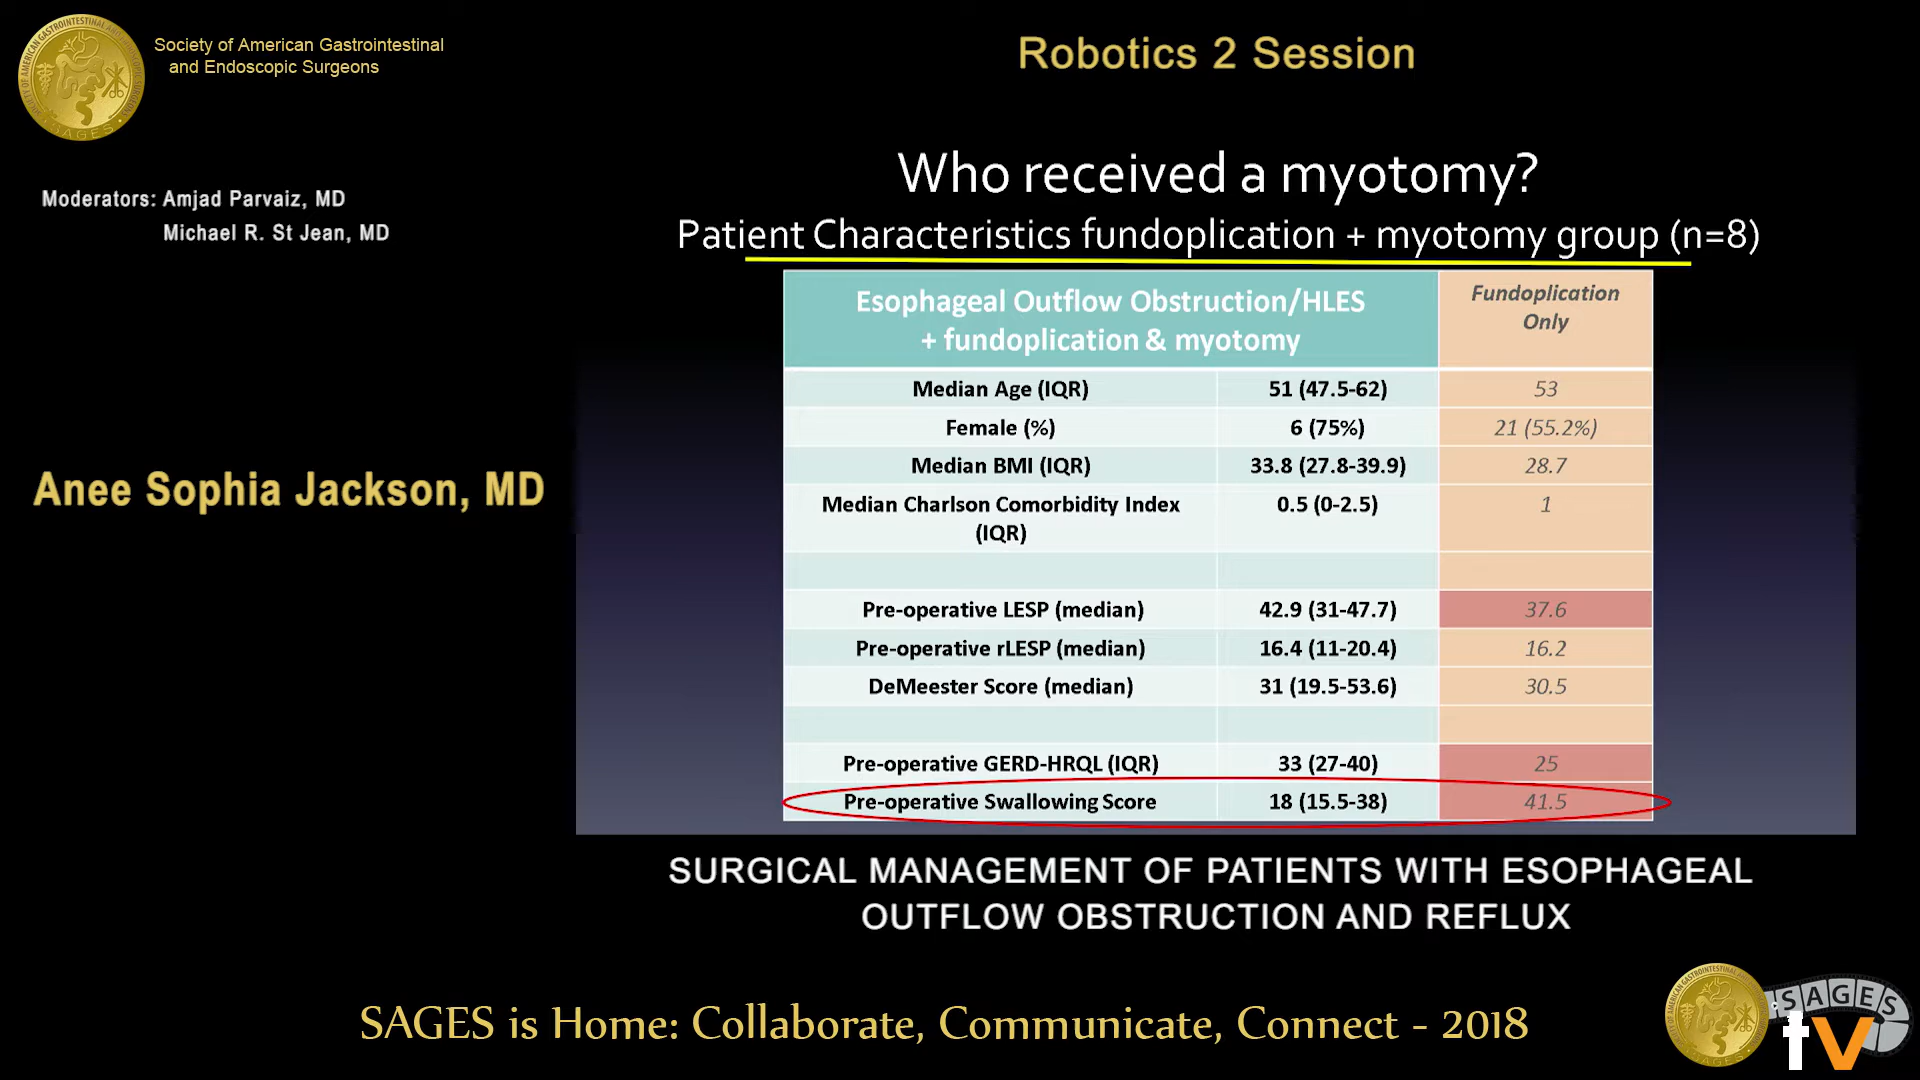 Society of American Gastrointestinal
and Endoscopic Surgeons
Robotics 2 Session
Moderators: Amjad Parvaiz, MD
Michael R. St Jean, MD
Anee Sophia Jackson, MD
Who received a myotomy?
Patient Characteristics fundoplication + myotomy group (n=8)
Esophageal Outflow Obstruction/HLES
+ fundoplication & myotomy
Fundoplication
Only
Median Age (IQR) 51 (47.5-62) 53
Female (%) 6 (75%) 21 (55.2%)
Median BMI (IQR) 33.8 (27.8-39.9) 28.7
Median Charlson Comorbidity Index
(IQR) 0.5 (0-2.5) 1
Pre-operative LESP (median) 42.9 (31-47.7) 37.6
Pre-operative rLESP (median) 16.4 (11-20.4) 16.2
DeMeester Score (median) 31 (19.5-53.6) 30.5
Pre-operative GERD-HRQL (IQR) 33 (27-40) 25
Pre-operative Swallowing Score 18 (15.5-38) 41.5
SURGICAL MANAGEMENT OF PATIENTS WITH ESOPHAGEAL
OUTFLOW OBSTRUCTION AND REFLUX
SAGES is Home: Collaborate, Communicate, Connect - 2018
SAGES
tv